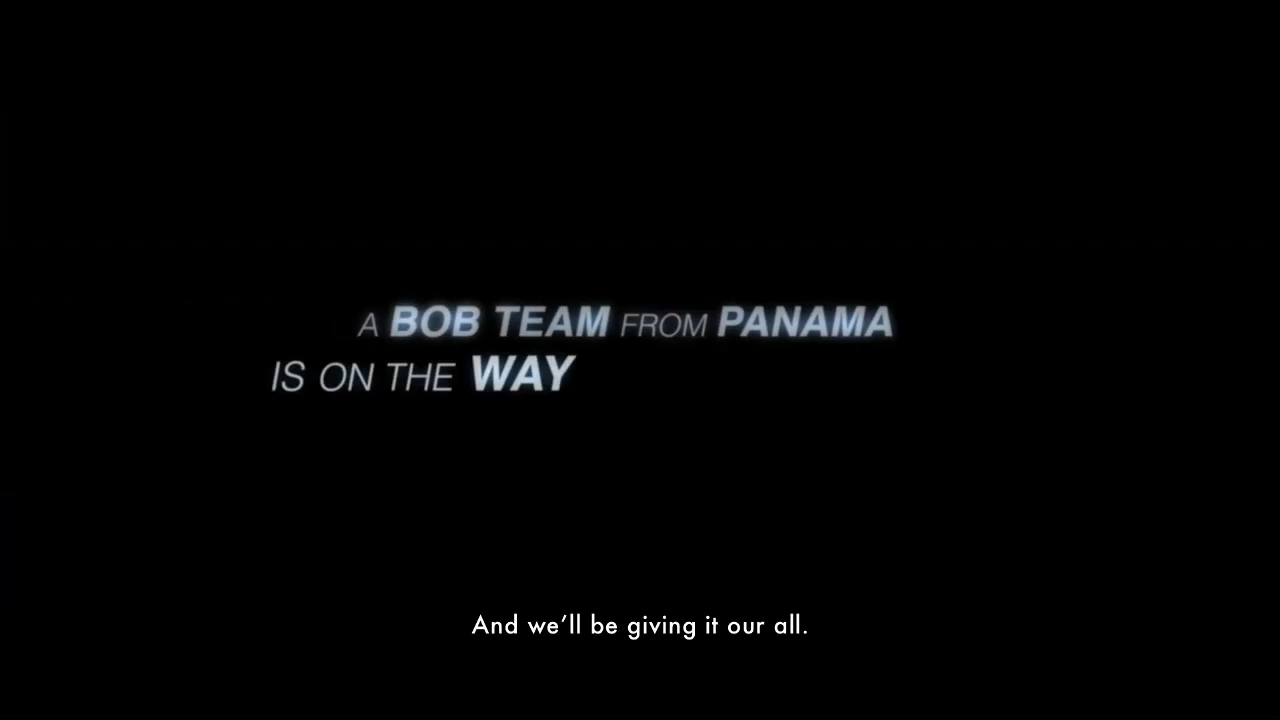 A BOB TEAM FROM PANAMA
IS ON THE WAY
And we’ll be giving it our all.